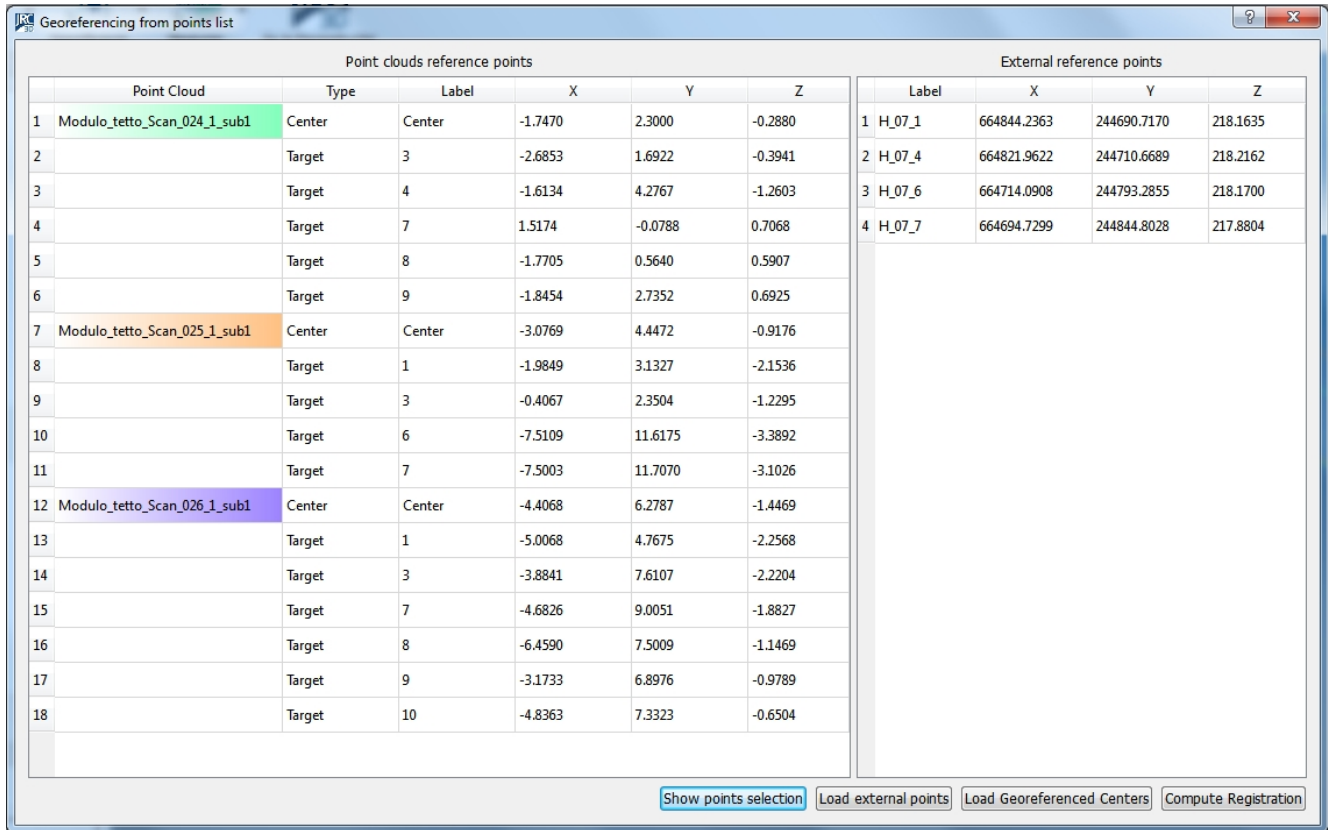 JRC 3D Georeferencing from points list
Point clouds reference points
External reference points
Point Cloud Type Label X Y Z
Label X Y Z
1 Modulo_tetto_Scan_024_1_sub1 Center Center -1.7470 2.3000 -0.2880
1 H_07_1 664844.2363 244690.7170 218.1635
2 Target 3 -2.6853 1.6922 -0.3941
2 H_07_4 664821.9622 244710.6689 218.2162
3 Target 4 -1.6134 4.2767 -1.2603
3 H_07_6 664714.0908 244793.2855 218.1700
4 Target 7 1.5174 -0.0788 0.7068
4 H_07_7 664694.7299 244844.8028 217.8804
5 Target 8 -1.7705 0.5640 0.5907
6 Target 9 -1.8454 2.7352 0.6925
7 Modulo_tetto_Scan_025_1_sub1 Center Center -3.0769 4.4472 -0.9176
8 Target 1 -1.9849 3.1327 -2.1536
9 Target 3 -0.4067 2.3504 -1.2295
10 Target 6 -7.5109 11.6175 -3.3892
11 Target 7 -7.5003 11.7070 -3.1026
12 Modulo_tetto_Scan_026_1_sub1 Center Center -4.4068 6.2787 -1.4469
13 Target 1 -5.0068 4.7675 -2.2568
14 Target 3 -3.8841 7.6107 -2.2204
15 Target 7 -4.6826 9.0051 -1.8827
16 Target 8 -6.4590 7.5009 -1.1469
17 Target 9 -3.1733 6.8976 -0.9789
18 Target 10 -4.8363 7.3323 -0.6504
Show points selection Load external points Load Georeferenced Centers Compute Registration